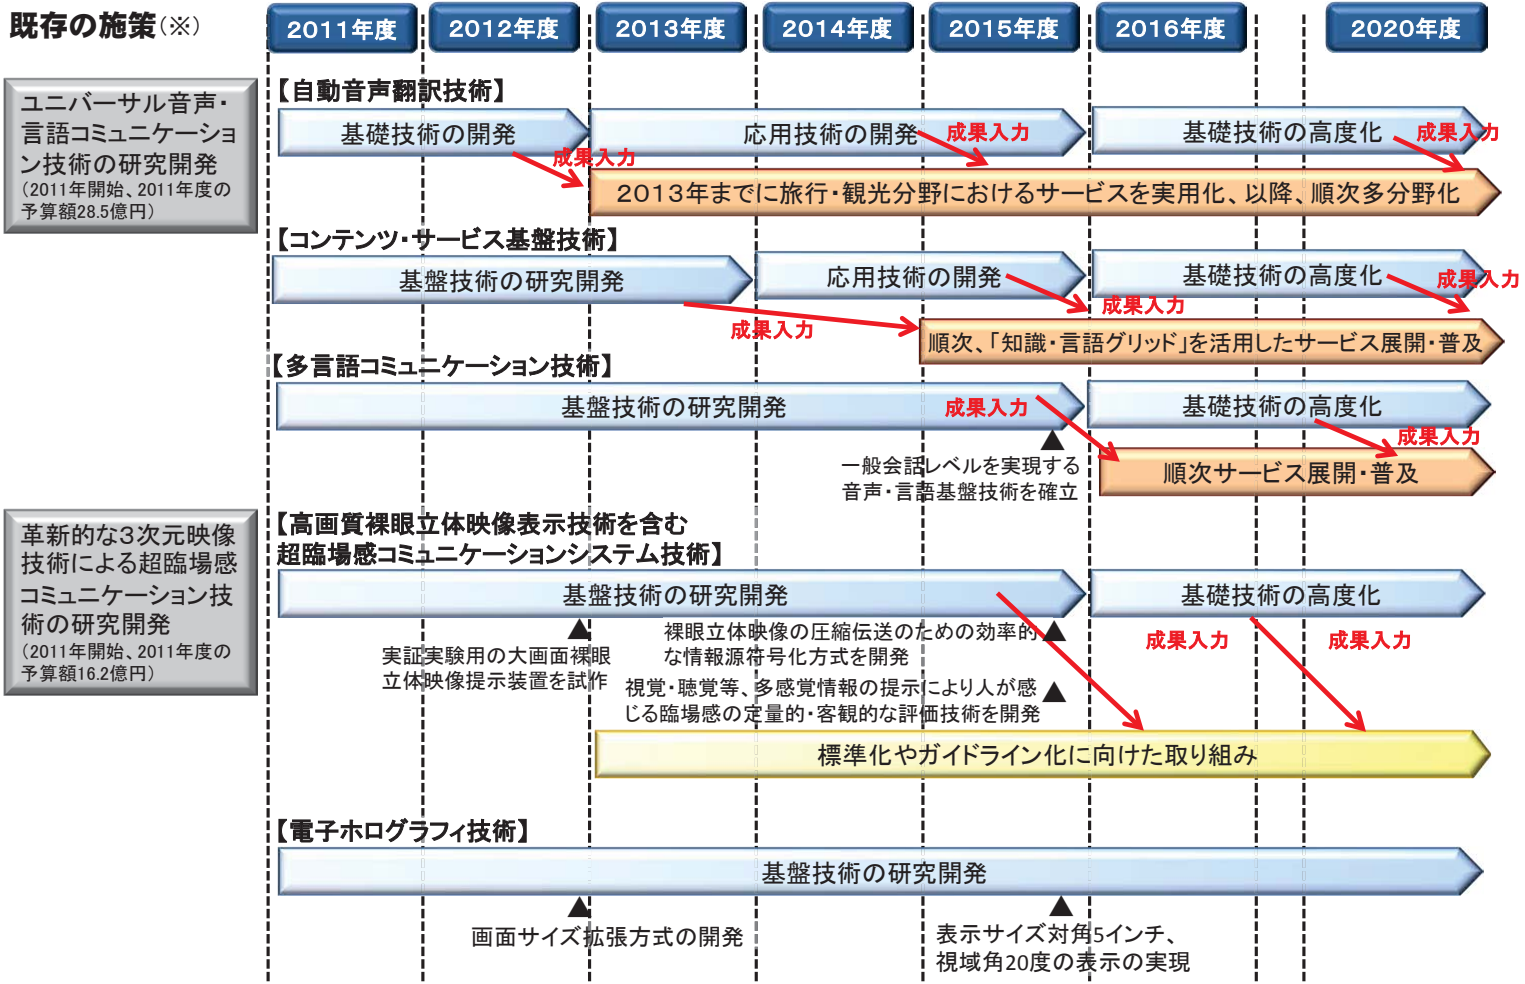 既存の施策(※)
2011年度
2012年度
2013年度
2014年度
2015年度
2016年度
2020年度
ユニバーサル音声・
言語コミュニケーショ
ン技術の研究開発
(2011年開始、2011年度の
予算額28.5億円)
【自動音声翻訳技術】
基礎技術の開発
応用技術の開発
成果入力
基礎技術の高度化
成果入力
成果入力
2013年までに旅行・観光分野におけるサービスを実用化、以降、順次多分野化
【コンテンツ・サービス基盤技術】
基盤技術の研究開発
応用技術の開発
基礎技術の高度化
成果入力
成果入力
成果入力
順次、「知識・言語グリッド」を活用したサービス展開・普及
【多言語コミュニケーション技術】
基盤技術の研究開発
成果入力
基礎技術の高度化
成果入力
一般会話レベルを実現する
音声・言語基盤技術を確立
順次サービス展開・普及
革新的な3次元映像
技術による超臨場感
コミュニケーション技
術の研究開発
(2011年開始、2011年度の
予算額16.2億円)
【高画質裸眼立体映像表示技術を含む
超臨場感コミュニケーションシステム技術】
基盤技術の研究開発
基礎技術の高度化
実証実験用の大画面裸眼
立体映像提示装置を試作
裸眼立体映像の圧縮伝送のための効率的
な情報源符号化方式を開発
成果入力
成果入力
視覚・聴覚等、多感覚情報の提示により人が感
じる臨場感の定量的・客観的な評価技術を開発
標準化やガイドライン化に向けた取り組み
【電子ホログラフィ技術】
基盤技術の研究開発
画面サイズ拡張方式の開発
表示サイズ対角5インチ、
視域角20度の表示の実現